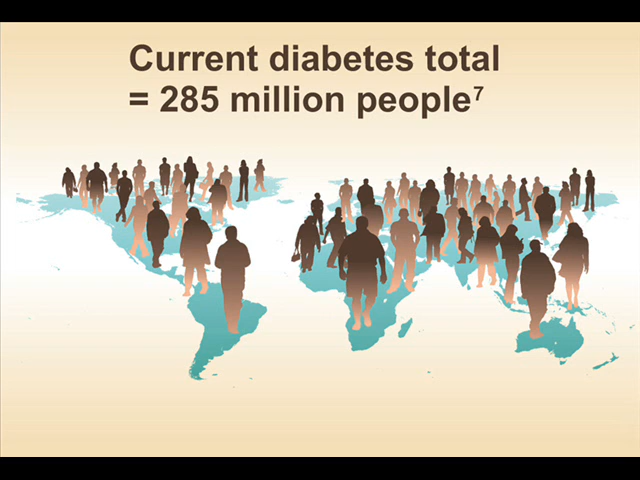 Current diabetes total
= 285 million people⁷